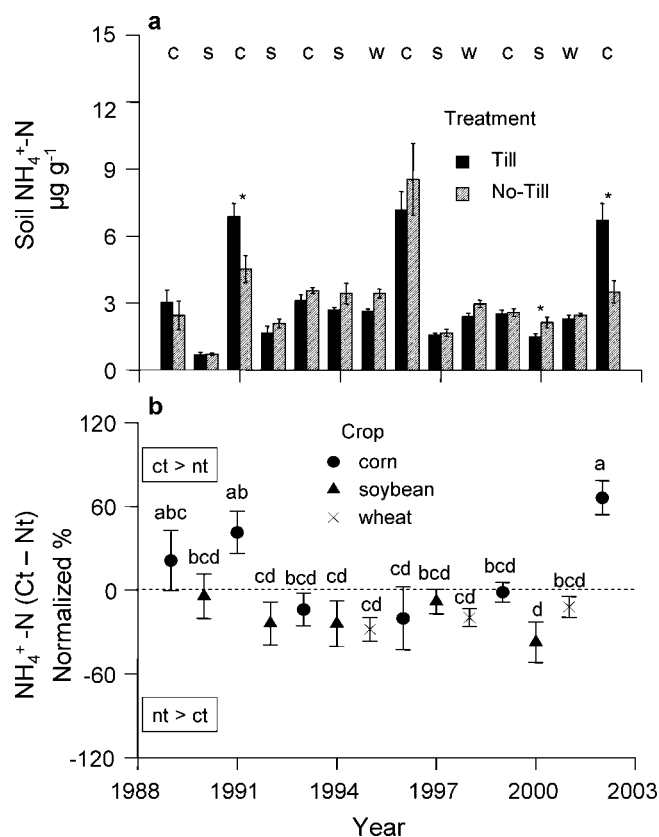 a
15
12
9
6
3
0
Soil NH₄⁺-N
µg g⁻¹
C S C S C S W C S W C S W C
Treatment
Till
No-Till
*
*
*
b
120
60
0
-60
-120
NH₄⁺-N (Ct – Nt)
Normalized %
ct > nt
Crop
corn
soybean
wheat
abc bcd ab cd bcd cd cd cd bcd cd bcd d bcd a
nt > ct
1988 1991 1994 1997 2000 2003
Year